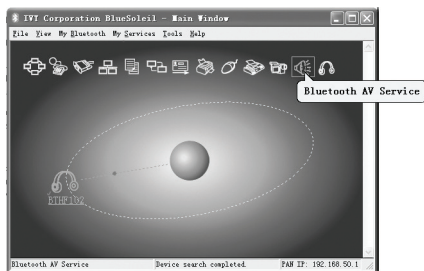 IVT Corporation BlueSoleil - Main Window
File View My Bluetooth My Services Tools Help
Bluetooth AV Service
BTHF102
Bluetooth AV Service Device search completed. PAN IP: 192.168.50.1